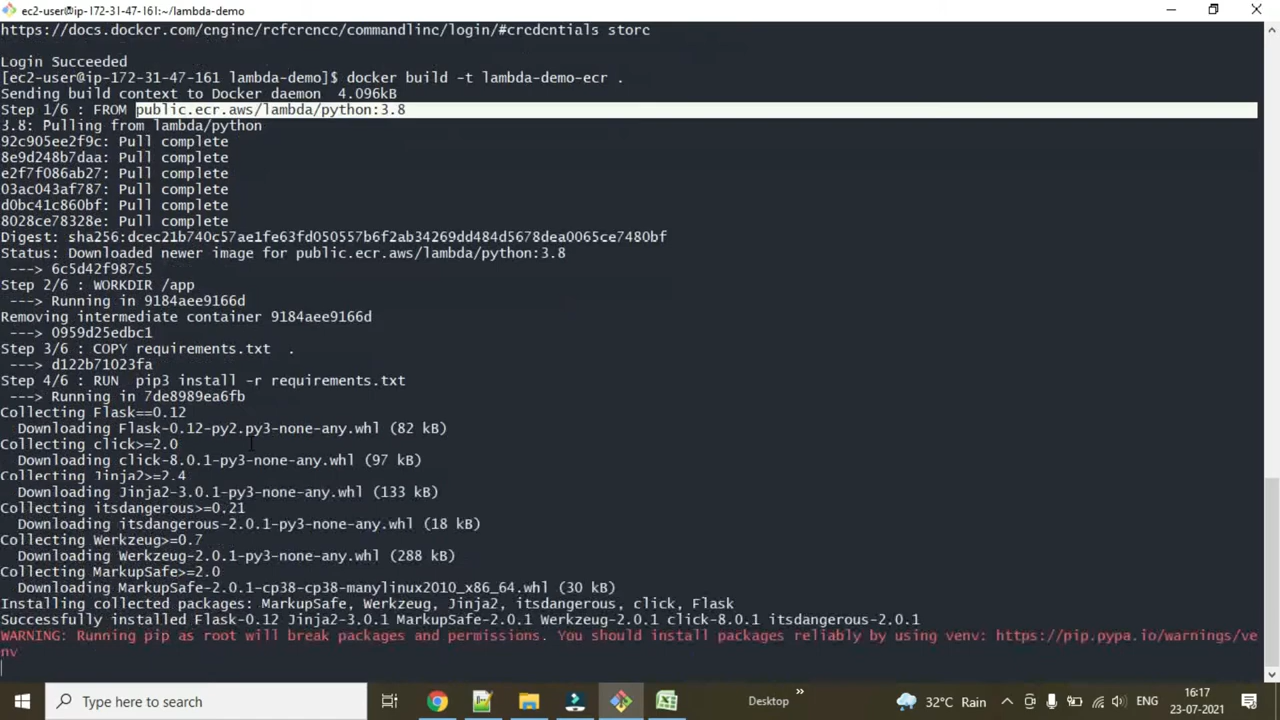 ec2-user@ip-172-31-47-161:~/lambda-demo
https://docs.docker.com/engine/reference/commandline/login/#credentials store
Login Succeeded
[ec2-user@ip-172-31-47-161 lambda-demo]$ docker build -t lambda-demo-ecr .
Sending build context to Docker daemon  4.096kB
Step 1/6 : FROM public.ecr.aws/lambda/python:3.8
3.8: Pulling from lambda/python
92c905ee2f9c: Pull complete
8e9d248b7daa: Pull complete
e2f7f086ab27: Pull complete
03ac043af787: Pull complete
d0bc41c860bf: Pull complete
8028ce78328e: Pull complete
Digest: sha256:dcec21b740c57ae1fe63fd050557b6f2ab34269dd484d5678dea0065ce7480bf
Status: Downloaded newer image for public.ecr.aws/lambda/python:3.8
 ---> 6c5d42f987c5
Step 2/6 : WORKDIR /app
 ---> Running in 9184aee9166d
Removing intermediate container 9184aee9166d
 ---> 0959d25edbc1
Step 3/6 : COPY requirements.txt  .
 ---> d122b71023fa
Step 4/6 : RUN  pip3 install -r requirements.txt
 ---> Running in 7de8989ea6fb
Collecting Flask==0.12
  Downloading Flask-0.12-py2.py3-none-any.whl (82 kB)
Collecting click>=2.0
  Downloading click-8.0.1-py3-none-any.whl (97 kB)
Collecting Jinja2>=2.4
  Downloading Jinja2-3.0.1-py3-none-any.whl (133 kB)
Collecting itsdangerous>=0.21
  Downloading itsdangerous-2.0.1-py3-none-any.whl (18 kB)
Collecting Werkzeug>=0.7
  Downloading Werkzeug-2.0.1-py3-none-any.whl (288 kB)
Collecting MarkupSafe>=2.0
  Downloading MarkupSafe-2.0.1-cp38-cp38-manylinux2010_x86_64.whl (30 kB)
Installing collected packages: MarkupSafe, Werkzeug, Jinja2, itsdangerous, click, Flask
Successfully installed Flask-0.12 Jinja2-3.0.1 MarkupSafe-2.0.1 Werkzeug-2.0.1 click-8.0.1 itsdangerous-2.0.1
WARNING: Running pip as root will break packages and permissions. You should install packages reliably by using venv: https://pip.pypa.io/warnings/ve
nv
Type here to search
Desktop
»
32°C Rain
ENG
16:17
23-07-2021